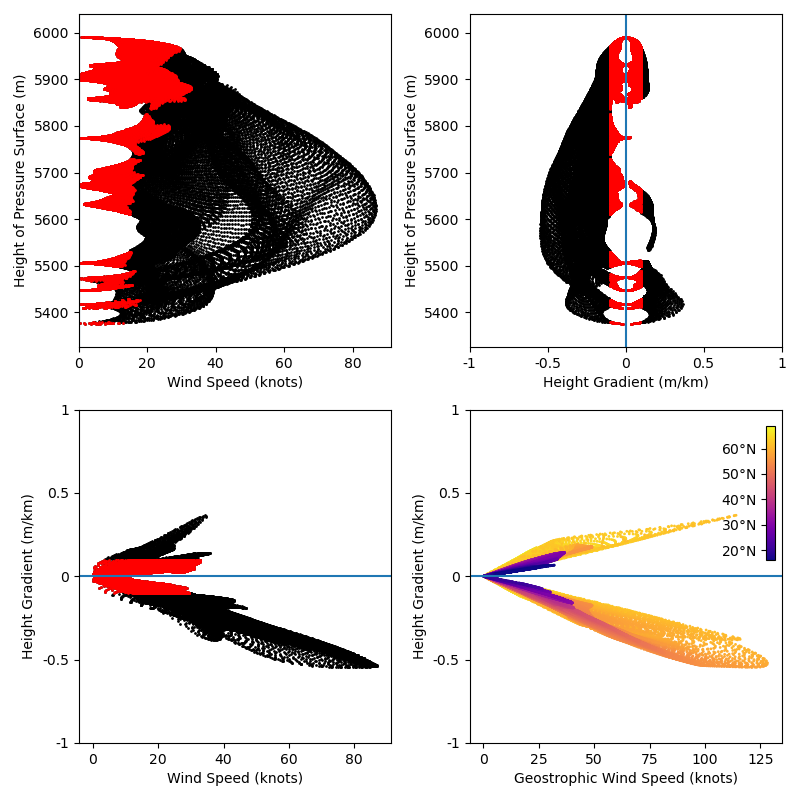 6000
5900
5800
5700
5600
5500
5400
Height of Pressure Surface (m)
0 20 40 60 80
Wind Speed (knots)
6000
5900
5800
5700
5600
5500
5400
Height of Pressure Surface (m)
-1 -0.5 0 0.5 1
Height Gradient (m/km)
1
0.5
0
-0.5
-1
Height Gradient (m/km)
0 20 40 60 80
Wind Speed (knots)
1
0.5
0
-0.5
-1
Height Gradient (m/km)
60°N
50°N
40°N
30°N
20°N
0 25 50 75 100 125
Geostrophic Wind Speed (knots)